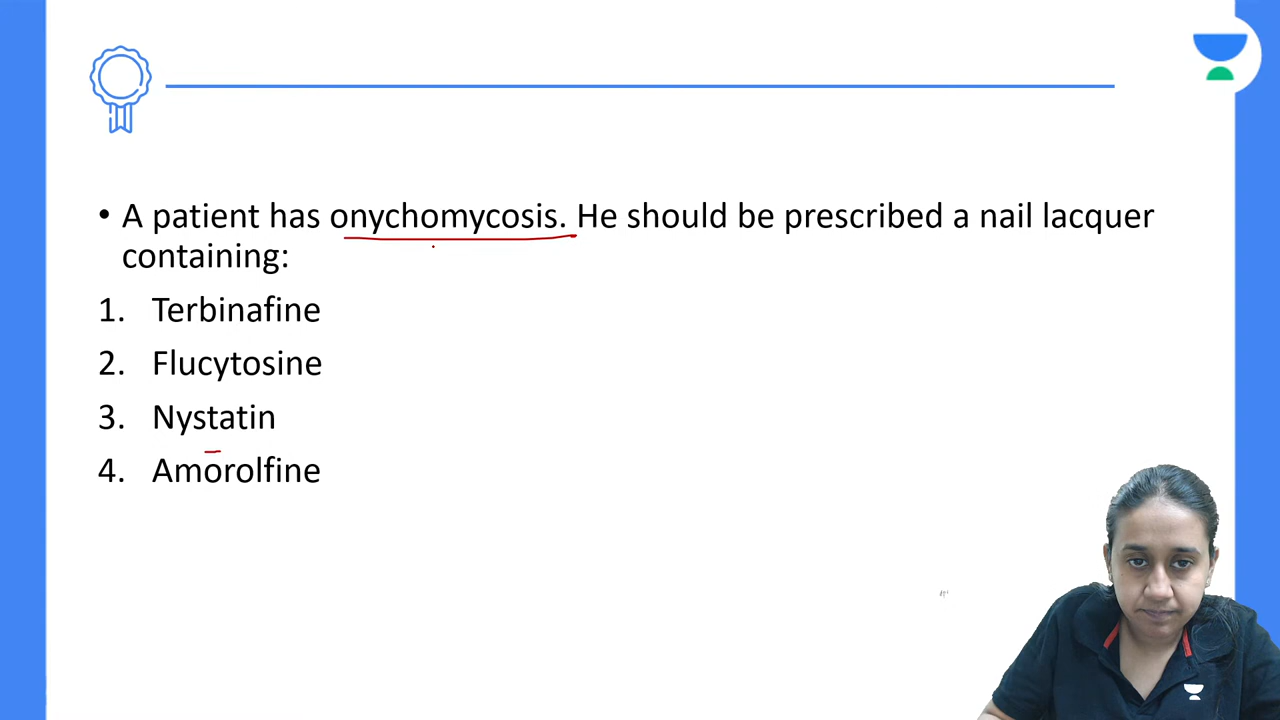 • A patient has onychomycosis. He should be prescribed a nail lacquer
containing:
1. Terbinafine
2. Flucytosine
3. Nystatin
4. Amorolfine